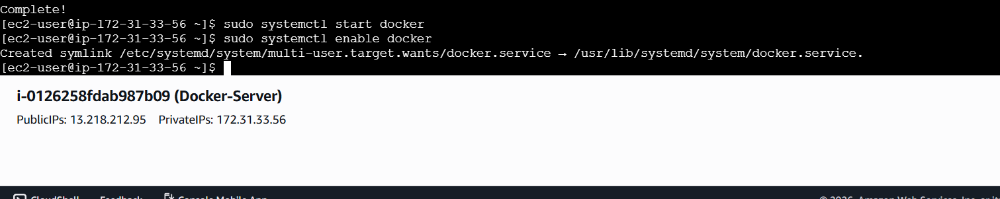 Complete!
[ec2-user@ip-172-31-33-56 ~]$ sudo systemctl start docker
[ec2-user@ip-172-31-33-56 ~]$ sudo systemctl enable docker
Created symlink /etc/systemd/system/multi-user.target.wants/docker.service → /usr/lib/systemd/system/docker.service.
[ec2-user@ip-172-31-33-56 ~]$
i-0126258fdab987b09 (Docker-Server)
PublicIPs: 13.218.212.95 PrivateIPs: 172.31.33.56
CloudShell Feedback Console Mobile App © 2026, Amazon Web Services, Inc. or it